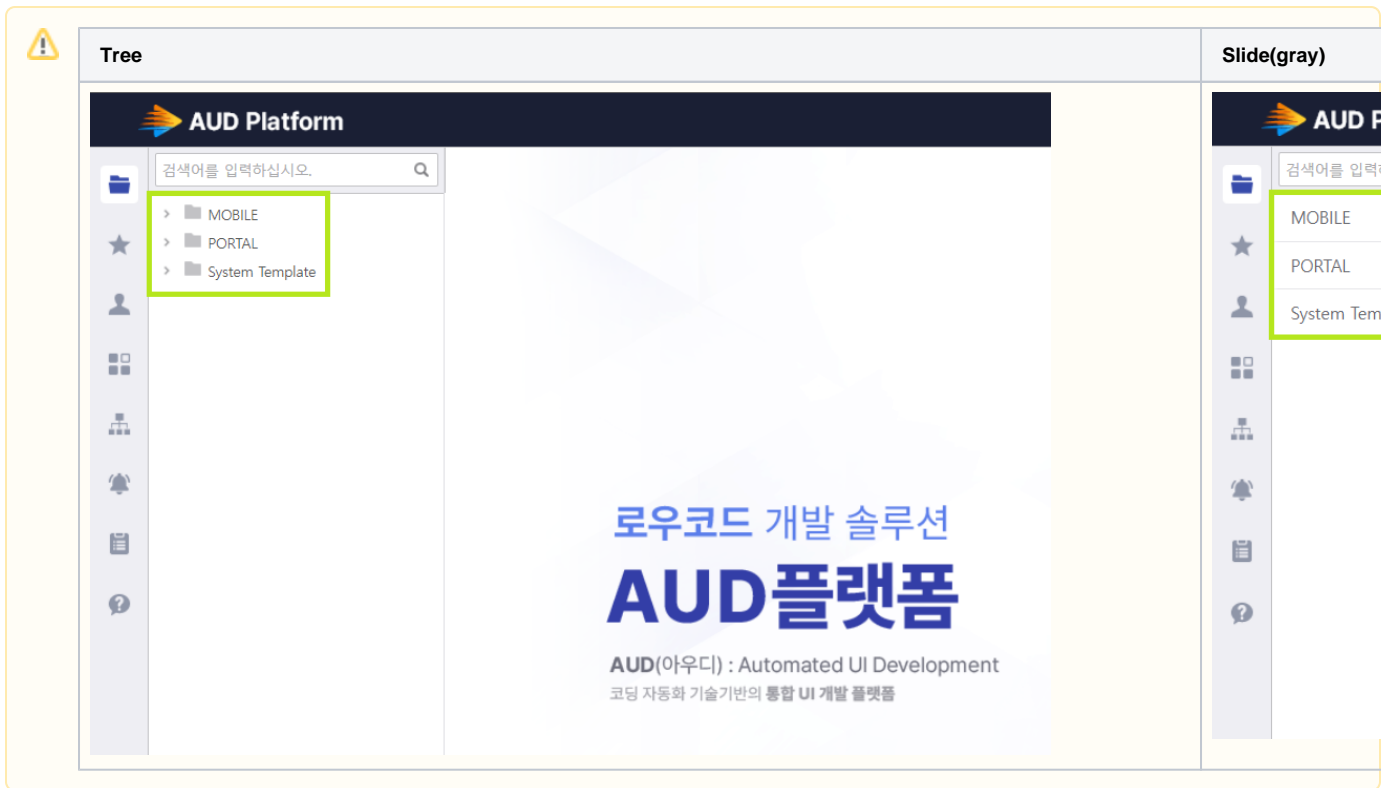 Tree
Slide(gray)
AUD Platform
검색어를 입력하십시오.
MOBILE
PORTAL
System Template
로우코드 개발 솔루션
AUD플랫폼
AUD(아우디) : Automated UI Development
코딩 자동화 기술기반의 통합 UI 개발 플랫폼
AUD P
검색어를 입력
MOBILE
PORTAL
System Tem